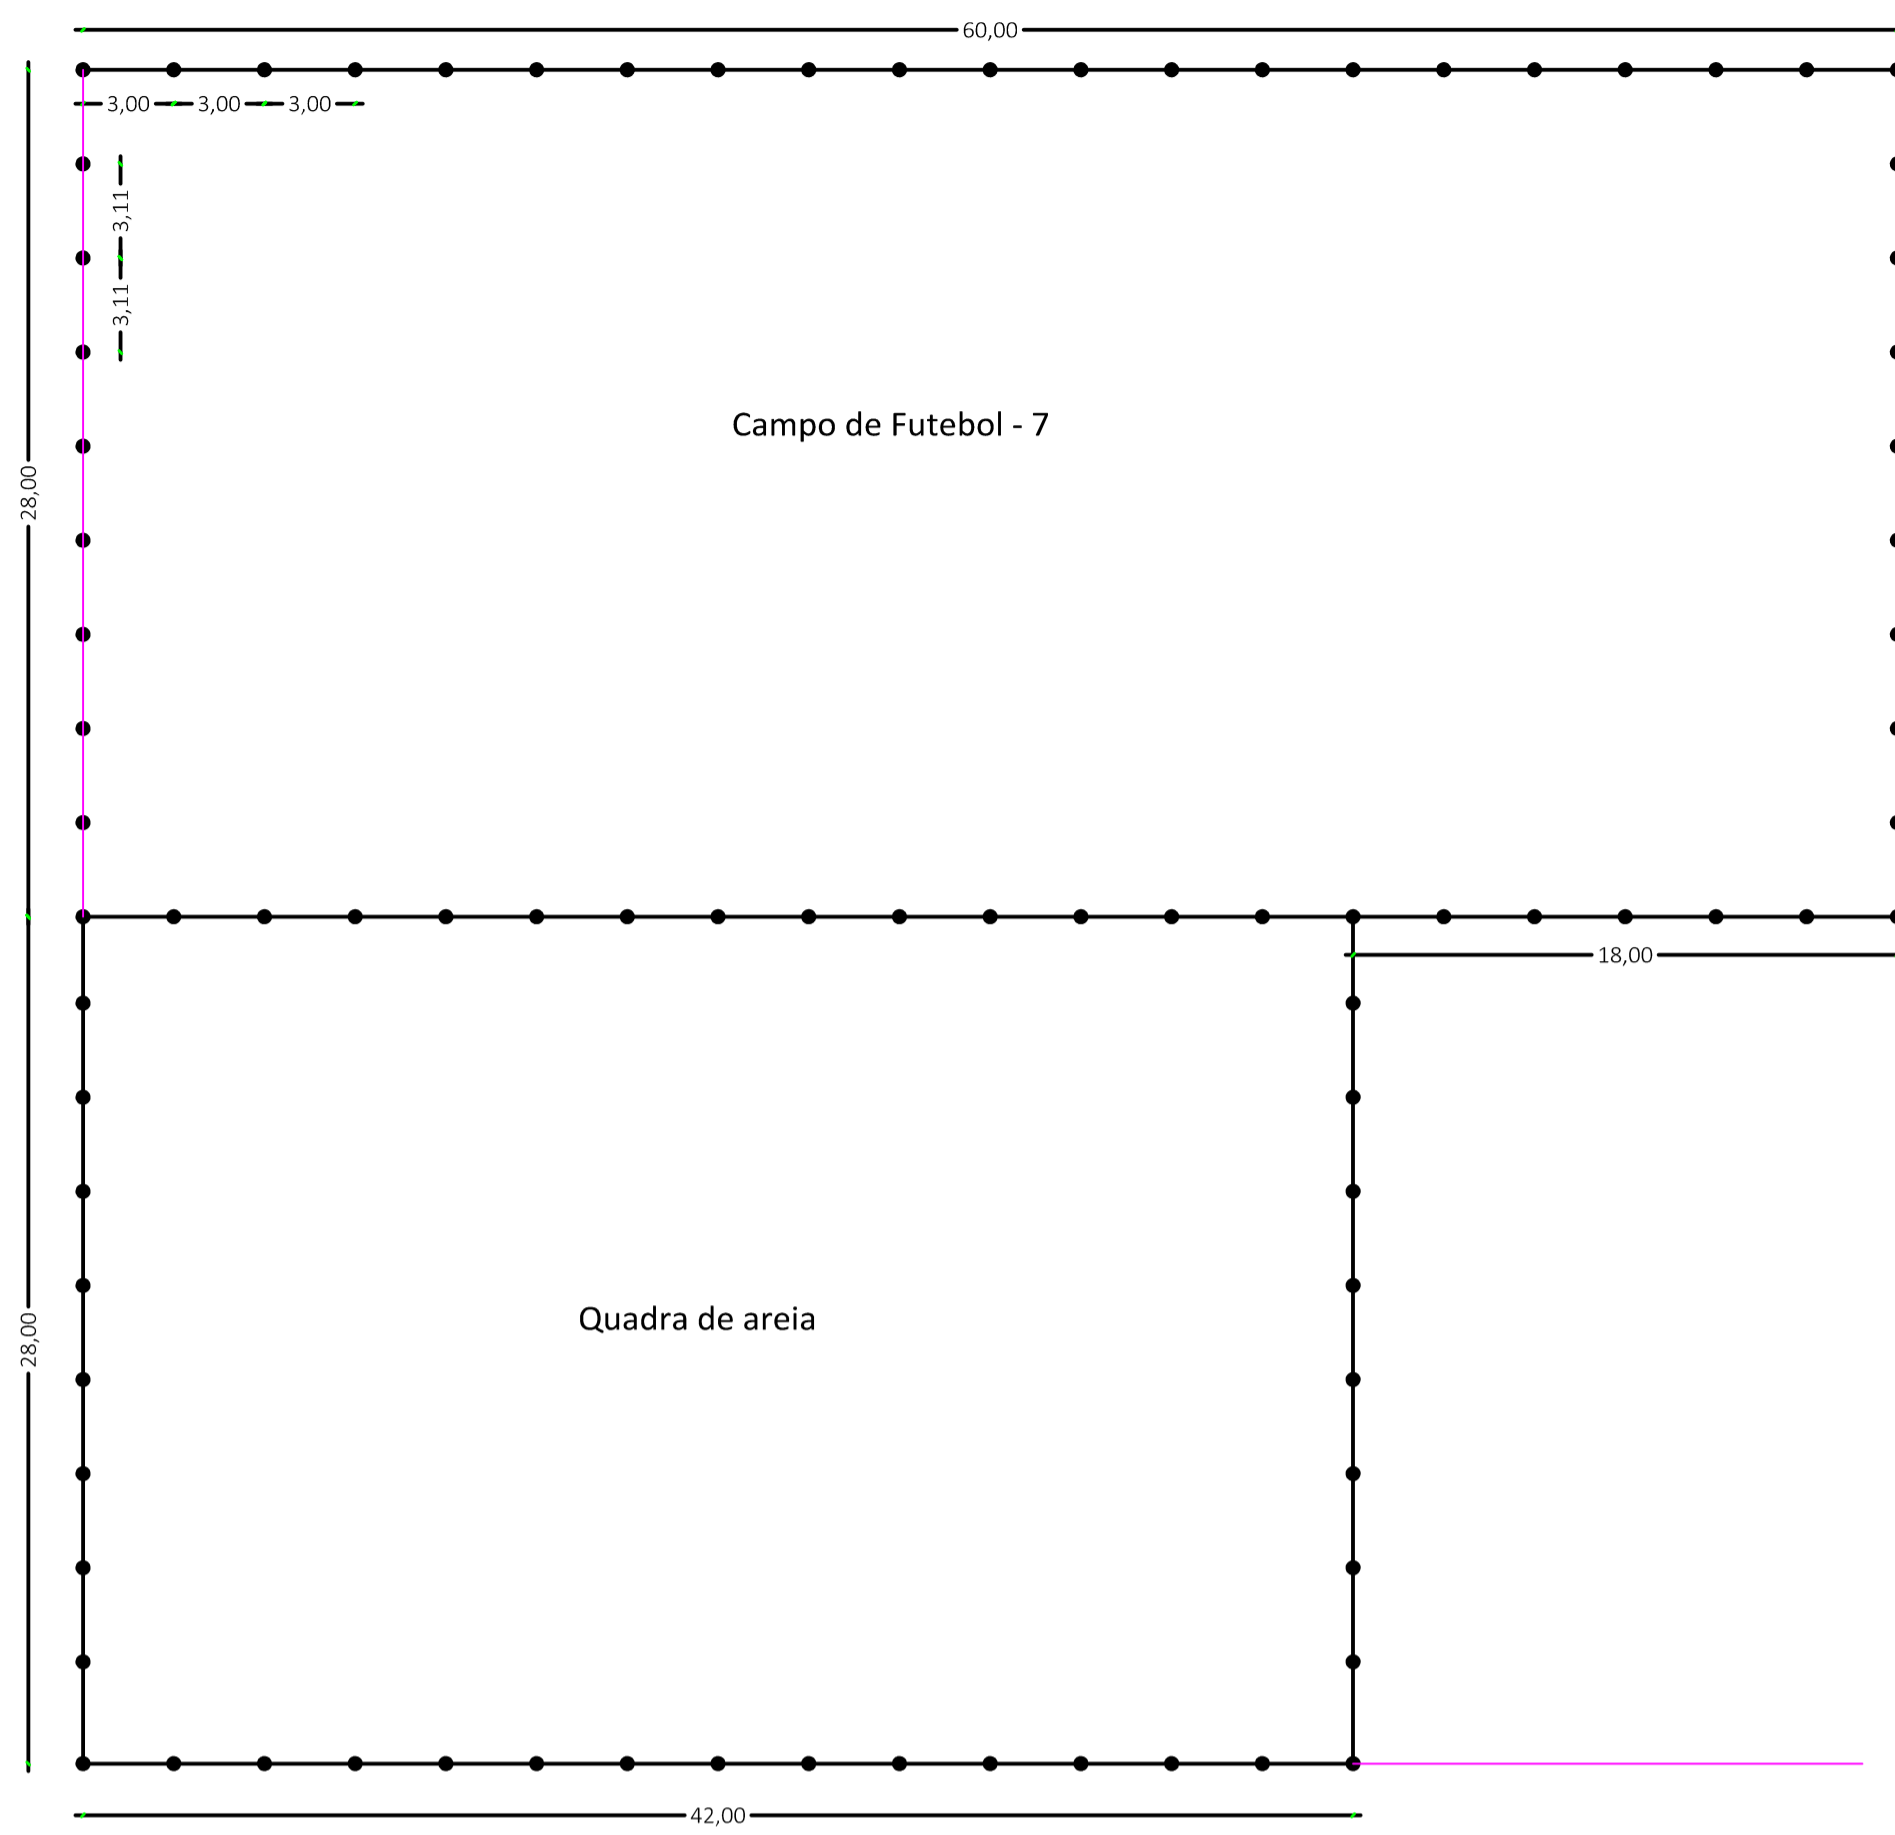 60,00
3,00 3,00 3,00
3,11
3,11
Campo de Futebol - 7
28,00
18,00
Quadra de areia
28,00
42,00